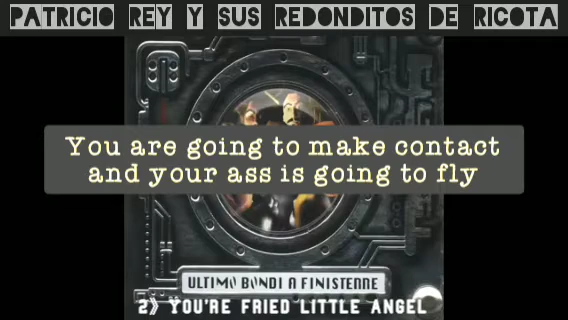 PATRICIO REY Y SUS REDONDITOS DE RICOTA
You are going to make contact
and your ass is going to fly
ULTIMO BONDI A FINISTERRE
2) YOU'RE FRIED LITTLE ANGEL